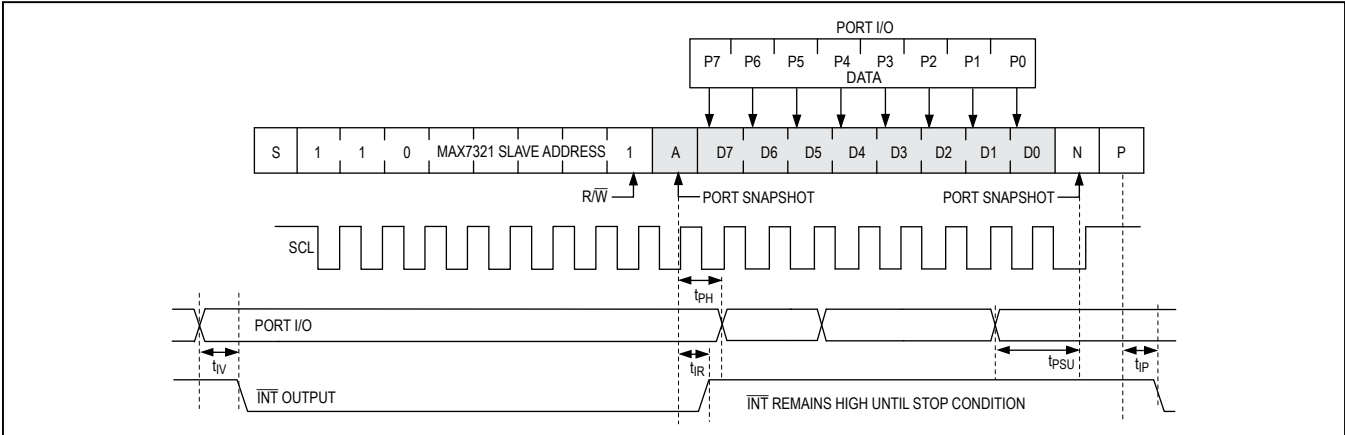 PORT I/O
P7 P6 P5 P4 P3 P2 P1 P0
DATA
S 1 1 0 MAX7321 SLAVE ADDRESS 1 A D7 D6 D5 D4 D3 D2 D1 D0 N P
R/W̅ PORT SNAPSHOT PORT SNAPSHOT
SCL
tPH
PORT I/O
tIV tIR tPSU tIP
I̅N̅T̅ OUTPUT I̅N̅T̅ REMAINS HIGH UNTIL STOP CONDITION